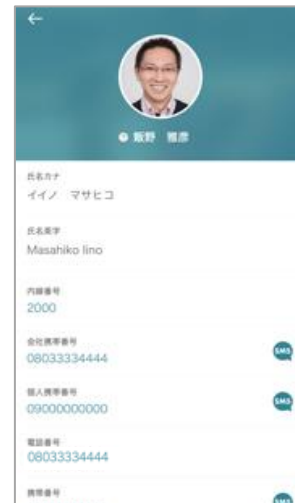 飯野 雅彦
氏名カナ
イイノ マサヒコ
氏名英字
Masahiko Iino
内線番号
2000
会社携帯番号
08033334444
SMS
個人携帯番号
09000000000
SMS
電話番号
08033334444
携帯番号
SMS